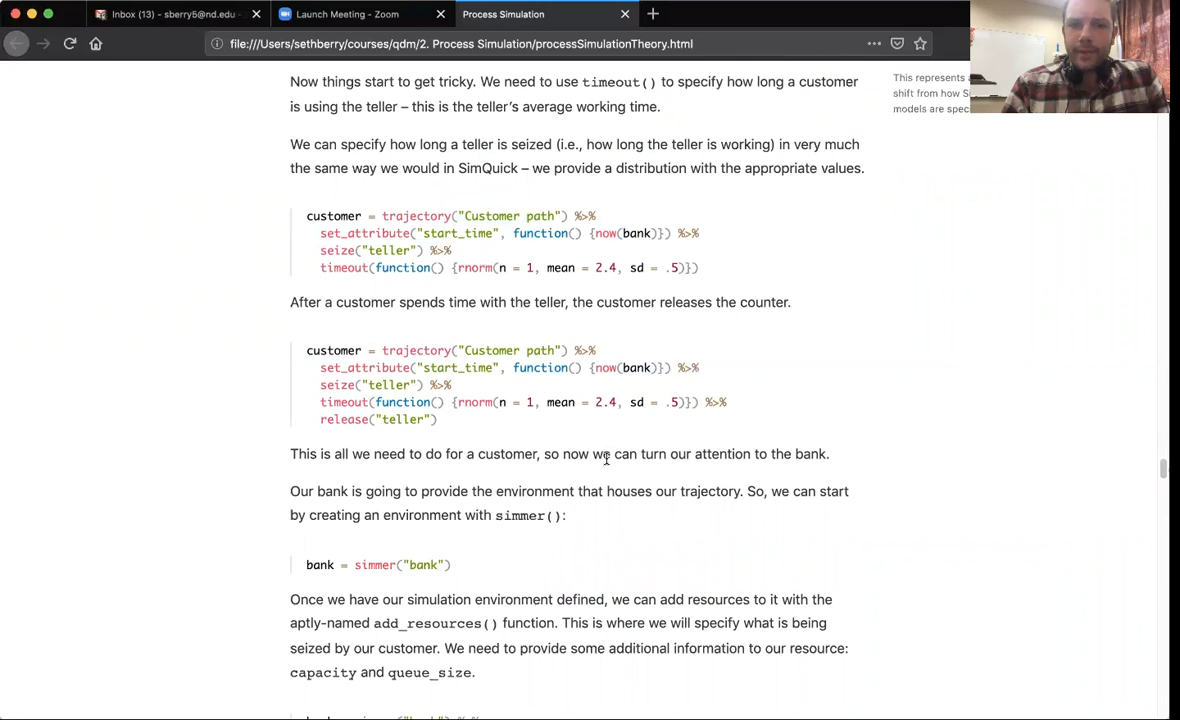 Inbox (13) - sberry5@nd.edu -
Launch Meeting - Zoom
Process Simulation
file:///Users/sethberry/courses/qdm/2. Process Simulation/processSimulationTheory.html
Now things start to get tricky. We need to use timeout() to specify how long a customer
is using the teller – this is the teller's average working time.
This represents a
shift from how Si
models are spec
We can specify how long a teller is seized (i.e., how long the teller is working) in very much
the same way we would in SimQuick – we provide a distribution with the appropriate values.
customer = trajectory("Customer path") %>%
set_attribute("start_time", function() {now(bank)}) %>%
seize("teller") %>%
timeout(function() {rnorm(n = 1, mean = 2.4, sd = .5)})
After a customer spends time with the teller, the customer releases the counter.
customer = trajectory("Customer path") %>%
set_attribute("start_time", function() {now(bank)}) %>%
seize("teller") %>%
timeout(function() {rnorm(n = 1, mean = 2.4, sd = .5)}) %>%
release("teller")
This is all we need to do for a customer, so now we can turn our attention to the bank.
Our bank is going to provide the environment that houses our trajectory. So, we can start
by creating an environment with simmer():
bank = simmer("bank")
Once we have our simulation environment defined, we can add resources to it with the
aptly-named add_resources() function. This is where we will specify what is being
seized by our customer. We need to provide some additional information to our resource:
capacity and queue_size.